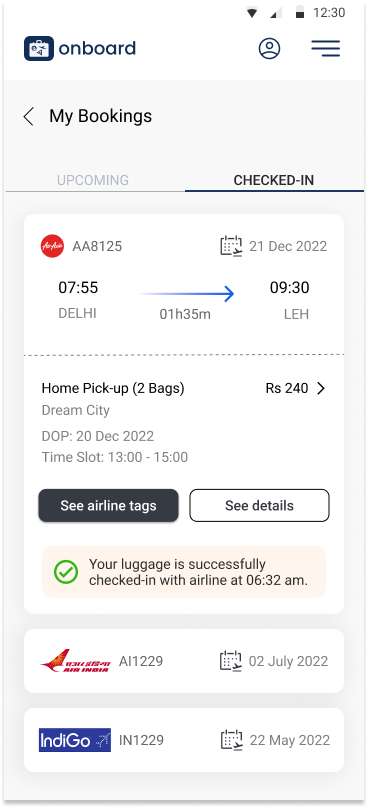 12:30
onboard
My Bookings
UPCOMING
CHECKED-IN
AirAsia
AA8125
21 Dec 2022
07:55
09:30
DELHI
01h35m
LEH
Home Pick-up (2 Bags)
Rs 240
Dream City
DOP: 20 Dec 2022
Time Slot: 13:00 - 15:00
See airline tags
See details
Your luggage is successfully
checked-in with airline at 06:32 am.
AIR INDIA
AI1229
02 July 2022
IndiGo
IN1229
22 May 2022